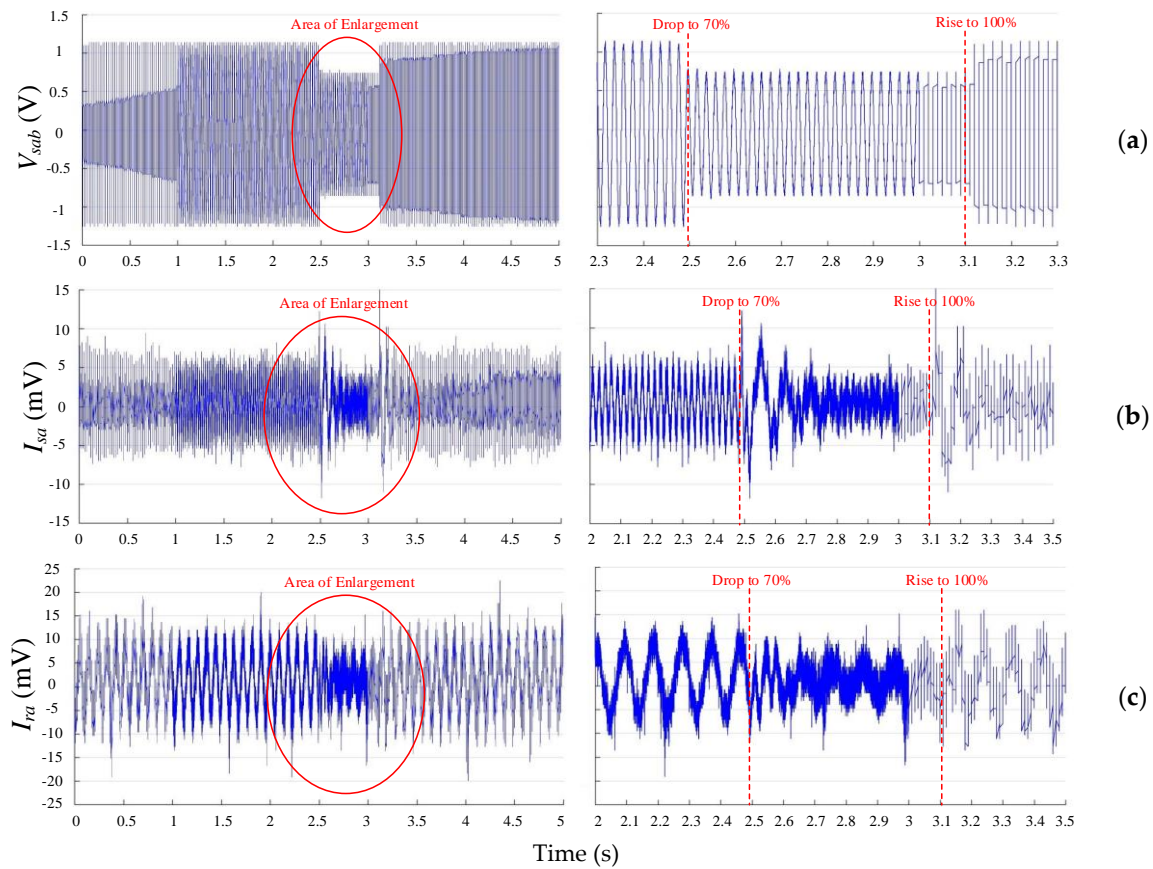 Area of Enlargement
Drop to 70%
Rise to 100%
V_sab (V)
1.5
1
0.5
0
-0.5
-1
-1.5
0 0.5 1 1.5 2 2.5 3 3.5 4 4.5 5
2.3 2.4 2.5 2.6 2.7 2.8 2.9 3 3.1 3.2 3.3
(a)
Area of Enlargement
Drop to 70%
Rise to 100%
I_sa (mV)
15
10
5
0
-5
-10
-15
0 0.5 1 1.5 2 2.5 3 3.5 4 4.5 5
2 2.1 2.2 2.3 2.4 2.5 2.6 2.7 2.8 2.9 3 3.1 3.2 3.3 3.4 3.5
(b)
Area of Enlargement
Drop to 70%
Rise to 100%
I_ra (mV)
25
20
15
10
5
0
-5
-10
-15
-20
25
0 0.5 1 1.5 2 2.5 3 3.5 4 4.5 5
2 2.1 2.2 2.3 2.4 2.5 2.6 2.7 2.8 2.9 3 3.1 3.2 3.3 3.4 3.5
(c)
Time (s)